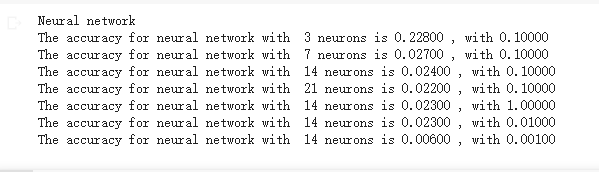 Neural network
The accuracy for neural network with  3 neurons is 0.22800 , with 0.10000
The accuracy for neural network with  7 neurons is 0.02700 , with 0.10000
The accuracy for neural network with  14 neurons is 0.02400 , with 0.10000
The accuracy for neural network with  21 neurons is 0.02200 , with 0.10000
The accuracy for neural network with  14 neurons is 0.02300 , with 1.00000
The accuracy for neural network with  14 neurons is 0.02300 , with 0.01000
The accuracy for neural network with  14 neurons is 0.00600 , with 0.00100